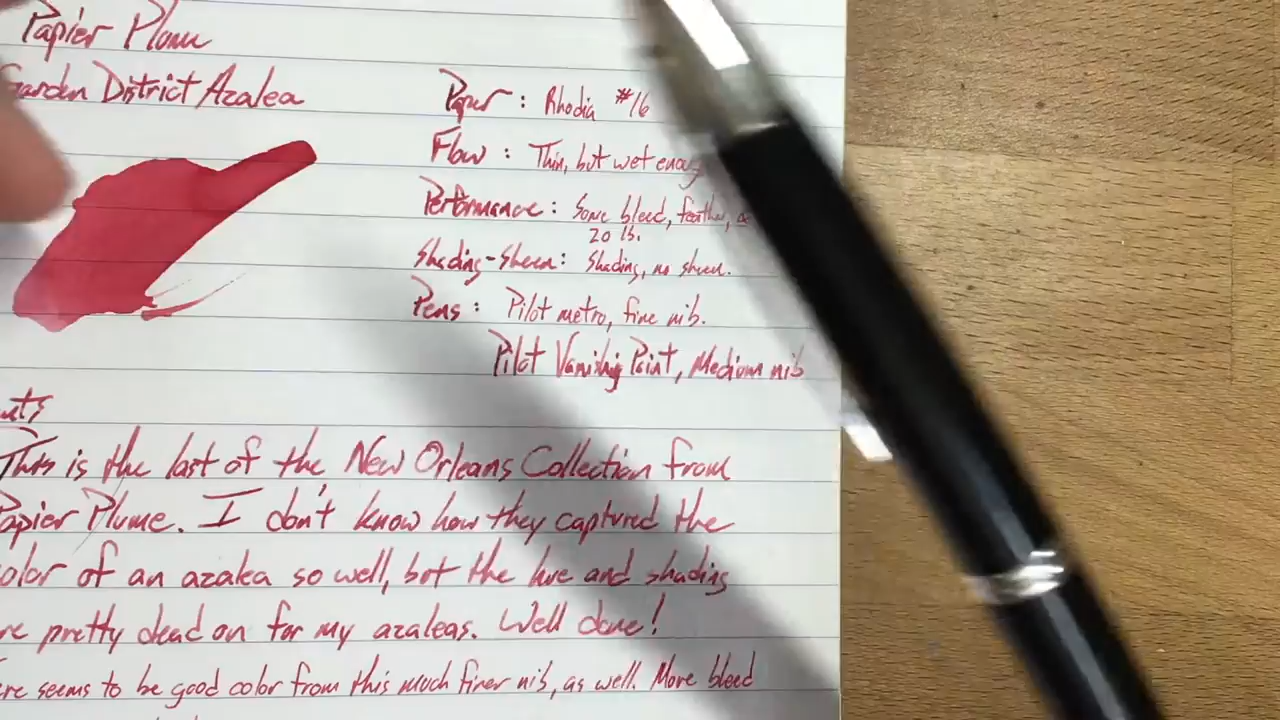 Papier Plume
Garden District Azalea
Paper : Rhodia #16
Flow : Thin, but wet enoug
Performance : Some bleed, feather, &
20 lb.
Shading-Sheen : Shading, no sheen.
Pens : Pilot metro, fine nib.
Pilot Vanishing Point, Medium nib
This is the last of the New Orleans Collection from
Papier Plume. I don't know how they captured the
olor of an azalea so well, but the hue and shading
re pretty dead on for my azaleas. Well done!
ere seems to be good color from this much finer nib, as well. More bleed